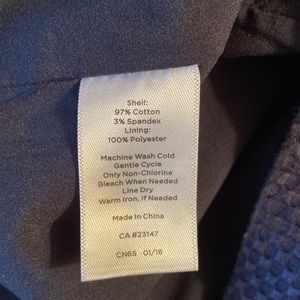 Shell:
97% Cotton
3% Spandex
Lining:
100% Polyester
Machine Wash Cold
Gentle Cycle
Only Non-Chlorine
Bleach When Needed
Line Dry
Warm Iron, If Needed
Made In China
CA #23147
CN65 01/16